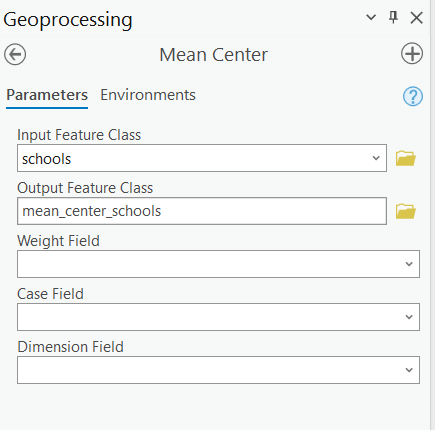 Geoprocessing
Mean Center
Parameters Environments
Input Feature Class
schools
Output Feature Class
mean_center_schools
Weight Field
Case Field
Dimension Field